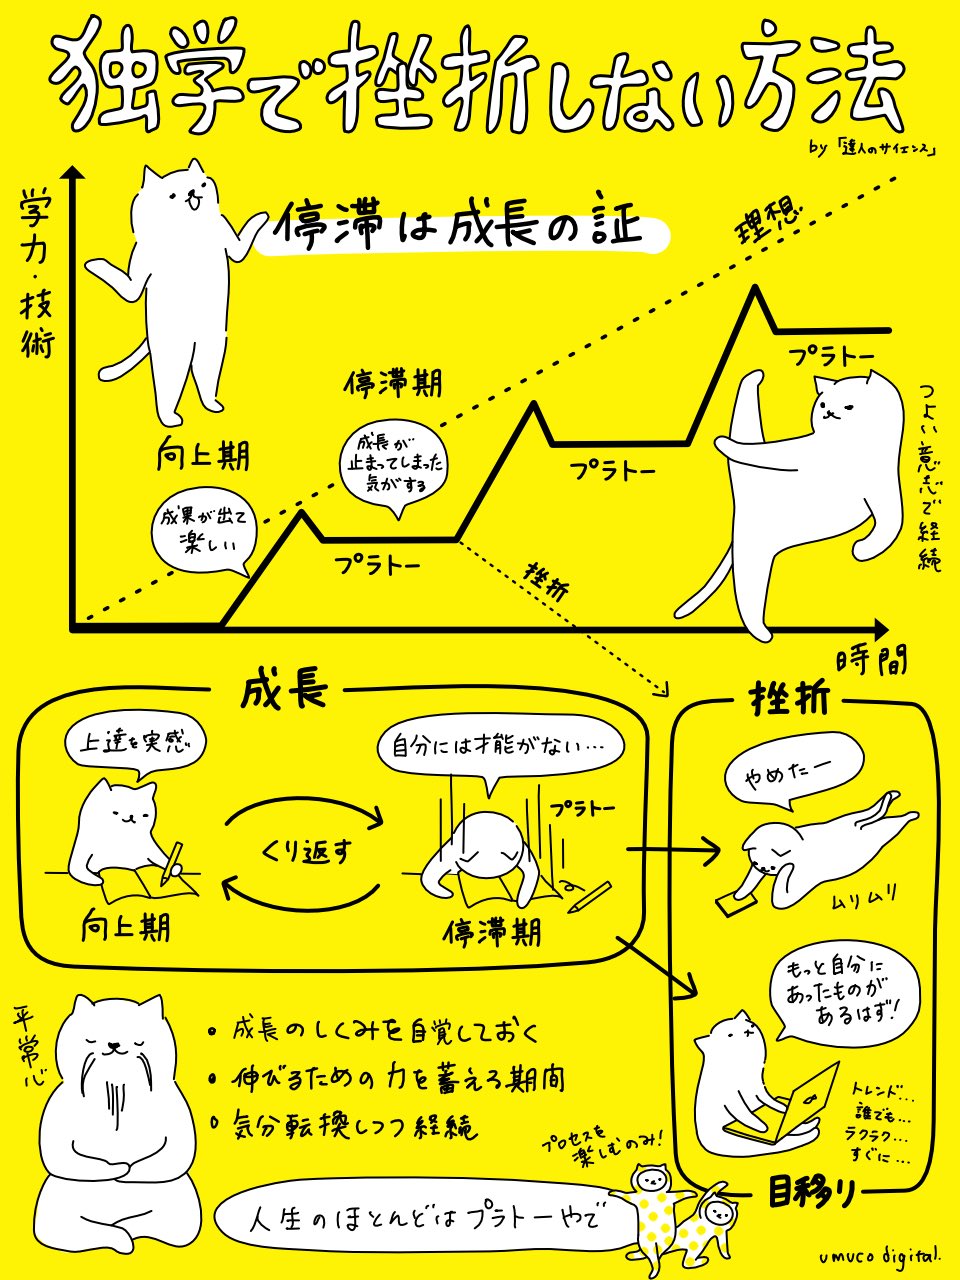 独学で挫折しない方法
by「達人のサイエンス」
学力・技術
停滞は成長の証
理想
プラトー
停滞期
成長が
止まってしまった
気がする
向上期
成果が出て
楽しい
プラトー
プラトー
挫折
つよい意志で経続
時間
成長
上達を実感
自分には才能がない…
プラトー
くり返す
向上期
停滞期
挫折
やめたー
ムリムリ
もっと自分に
あったものが
あるはず!
トレンド…
誰でも…
ラクラク…
すぐに…
目移り
平常心
・成長のしくみを自覚しておく
・伸びるための力を蓄える期間
・気分転換しつつ経続
プロセスを
楽しむのみ!
人生のほとんどはプラトーやで
umuco digital.